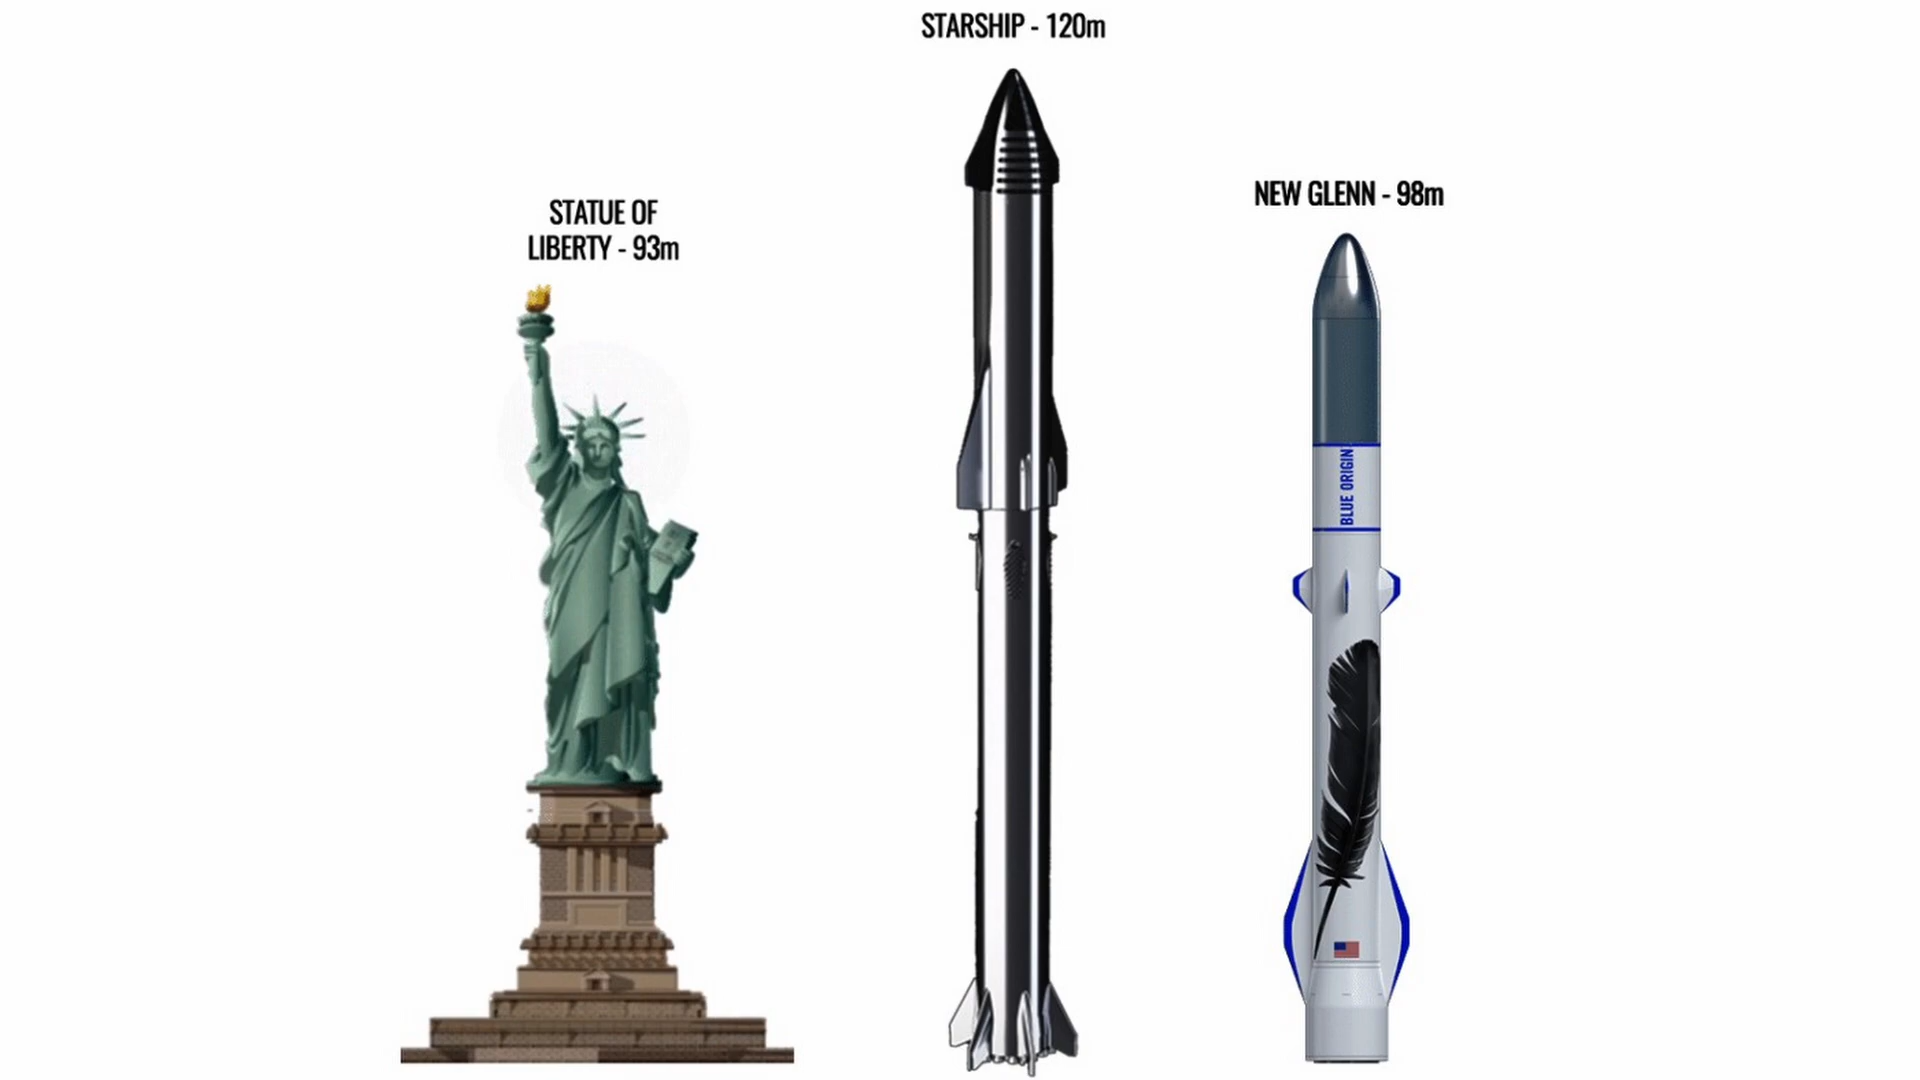 STARSHIP - 120m
NEW GLENN - 98m
STATUE OF
LIBERTY - 93m
BLUE ORIGIN